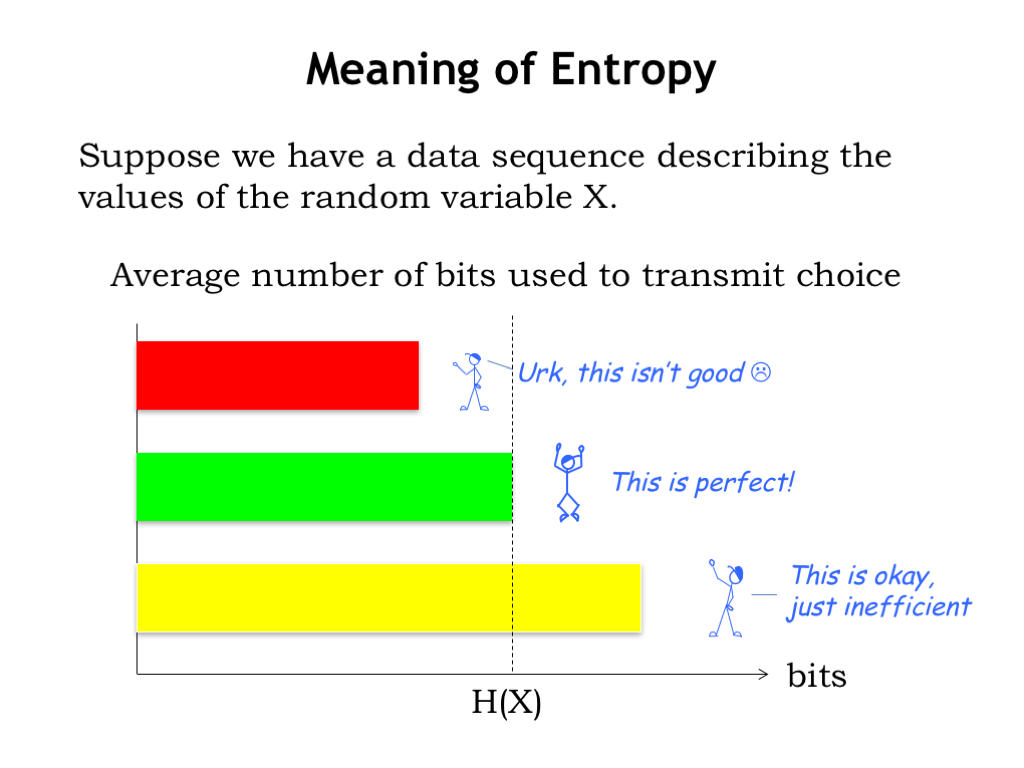 Meaning of Entropy
Suppose we have a data sequence describing the
values of the random variable X.
Average number of bits used to transmit choice
Urk, this isn't good ☹
This is perfect!
This is okay,
just inefficient
bits
H(X)